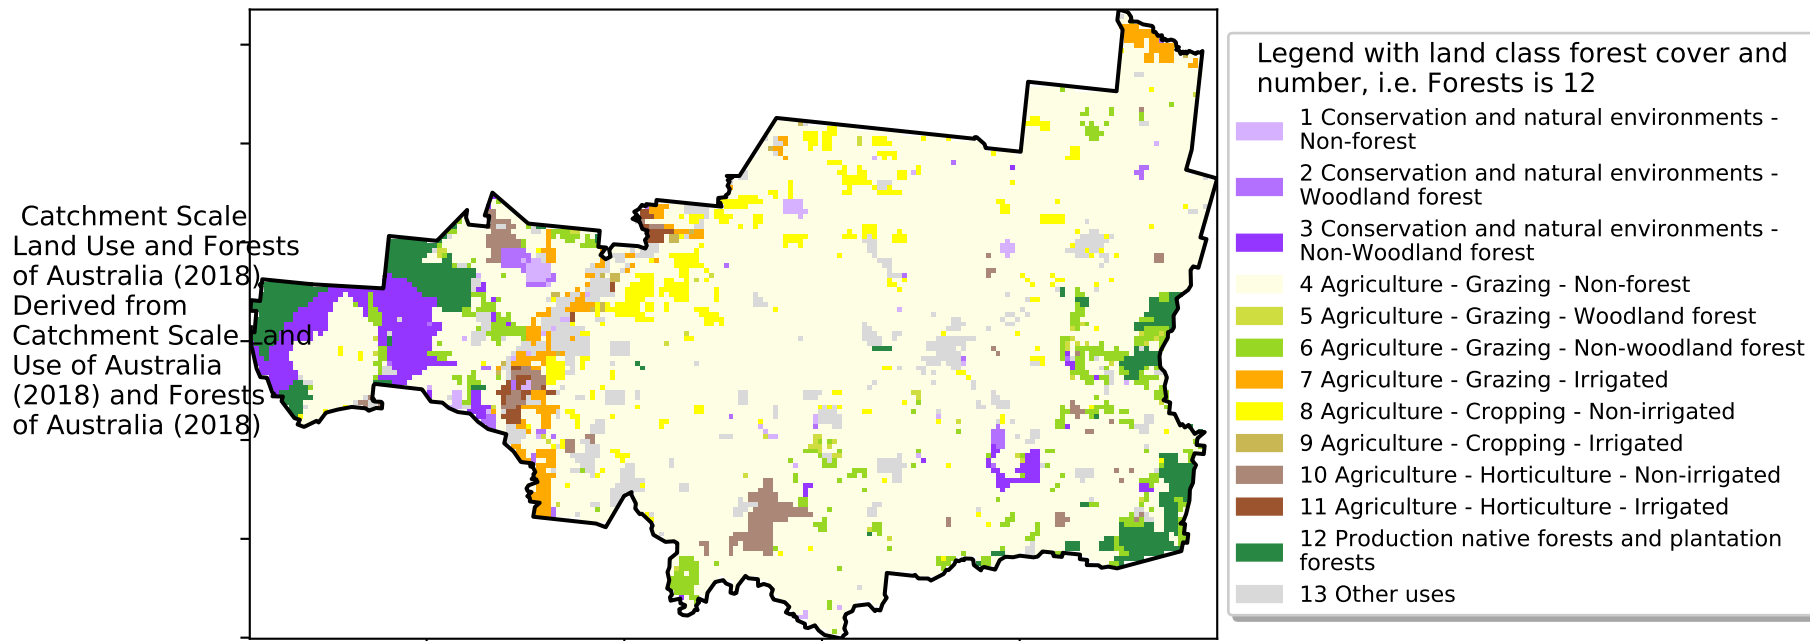 Catchment Scale
Land Use and Forests
of Australia (2018)
Derived from
Catchment Scale Land
Use of Australia
(2018) and Forests
of Australia (2018)
Legend with land class forest cover and
number, i.e. Forests is 12
1 Conservation and natural environments -
Non-forest
2 Conservation and natural environments -
Woodland forest
3 Conservation and natural environments -
Non-Woodland forest
4 Agriculture - Grazing - Non-forest
5 Agriculture - Grazing - Woodland forest
6 Agriculture - Grazing - Non-woodland forest
7 Agriculture - Grazing - Irrigated
8 Agriculture - Cropping - Non-irrigated
9 Agriculture - Cropping - Irrigated
10 Agriculture - Horticulture - Non-irrigated
11 Agriculture - Horticulture - Irrigated
12 Production native forests and plantation
forests
13 Other uses